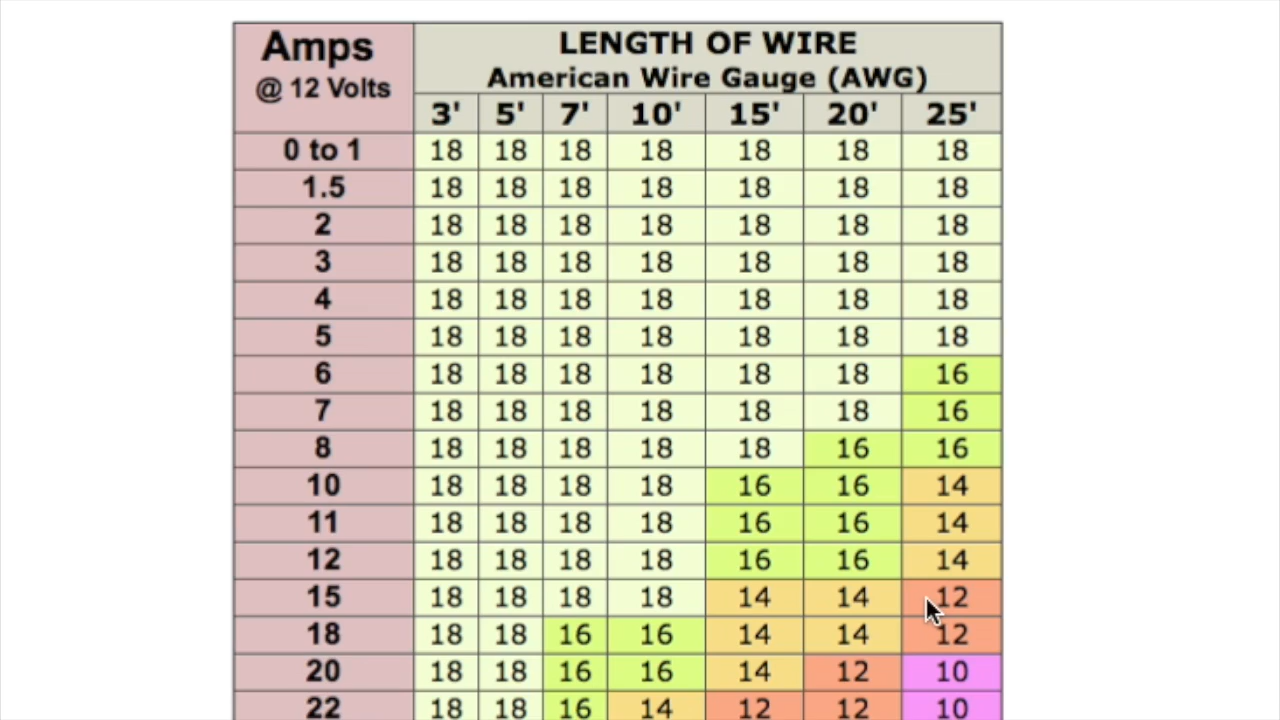 Amps
@ 12 Volts
LENGTH OF WIRE
American Wire Gauge (AWG)
3' 5' 7' 10' 15' 20' 25'
0 to 1 18 18 18 18 18 18 18
1.5 18 18 18 18 18 18 18
2 18 18 18 18 18 18 18
3 18 18 18 18 18 18 18
4 18 18 18 18 18 18 18
5 18 18 18 18 18 18 18
6 18 18 18 18 18 18 16
7 18 18 18 18 18 18 16
8 18 18 18 18 18 16 16
10 18 18 18 18 16 16 14
11 18 18 18 18 16 16 14
12 18 18 18 18 16 16 14
15 18 18 18 18 14 14 12
18 18 18 16 16 14 14 12
20 18 18 16 16 14 12 10
22 18 18 16 14 12 12 10